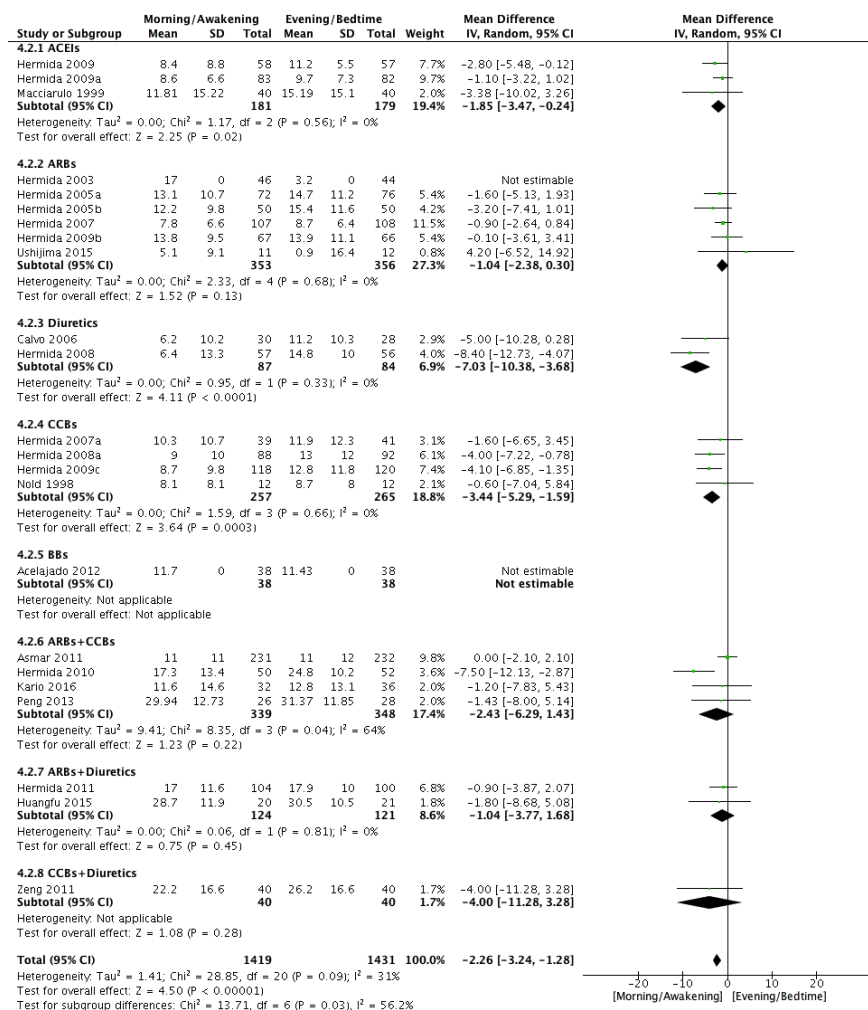 Morning/Awakening Evening/Bedtime Mean Difference Mean Difference
Study or Subgroup Mean SD Total Mean SD Total Weight IV, Random, 95% CI IV, Random, 95% CI
4.2.1 ACEIs
Hermida 2009 8.4 8.8 58 11.2 5.5 57 7.7% -2.80 [-5.48, -0.12]
Hermida 2009a 8.6 6.6 83 9.7 7.3 82 9.7% -1.10 [-3.22, 1.02]
Macciarulo 1999 11.81 15.22 40 15.19 15.1 40 2.0% -3.38 [-10.02, 3.26]
Subtotal (95% CI) 181 179 19.4% -1.85 [-3.47, -0.24]
Heterogeneity: Tau² = 0.00; Chi² = 1.17, df = 2 (P = 0.56); I² = 0%
Test for overall effect: Z = 2.25 (P = 0.02)
4.2.2 ARBs
Hermida 2003 17 0 46 3.2 0 44 Not estimable
Hermida 2005a 13.1 10.7 72 14.7 11.2 76 5.4% -1.60 [-5.13, 1.93]
Hermida 2005b 12.2 9.8 50 15.4 11.6 50 4.2% -3.20 [-7.41, 1.01]
Hermida 2007 7.8 6.6 107 8.7 6.4 108 11.5% -0.90 [-2.64, 0.84]
Hermida 2009b 13.8 9.5 67 13.9 11.1 66 5.6% -0.10 [-3.61, 3.41]
Ushijima 2015 5.1 9.1 11 0.9 16.4 12 0.8% 4.20 [-6.52, 14.92]
Subtotal (95% CI) 353 356 27.3% -1.04 [-2.38, 0.30]
Heterogeneity: Tau² = 0.00; Chi² = 2.33, df = 4 (P = 0.68); I² = 0%
Test for overall effect: Z = 1.52 (P = 0.13)
4.2.3 Diuretics
Calvo 2006 6.2 10.2 30 11.2 10.3 28 2.9% -5.00 [-10.28, 0.28]
Hermida 2008 6.4 13.3 57 14.8 10 56 4.0% -8.40 [-12.73, -4.07]
Subtotal (95% CI) 87 84 6.9% -7.03 [-10.38, -3.68]
Heterogeneity: Tau² = 0.00; Chi² = 0.95, df = 1 (P = 0.33); I² = 0%
Test for overall effect: Z = 4.11 (P < 0.0001)
4.2.4 CCBs
Hermida 2007a 10.3 10.7 39 11.9 12.3 41 3.1% -1.60 [-6.65, 3.45]
Hermida 2008a 9 10 88 13 12 92 6.1% -4.00 [-7.22, -0.78]
Hermida 2009c 8.7 9.8 118 12.8 11.8 120 7.4% -4.10 [-6.85, -1.35]
Nold 1998 8.1 8.1 12 8.7 8 12 2.1% -0.60 [-7.04, 5.84]
Subtotal (95% CI) 257 265 18.8% -3.44 [-5.29, -1.59]
Heterogeneity: Tau² = 0.00; Chi² = 1.59, df = 3 (P = 0.66); I² = 0%
Test for overall effect: Z = 3.64 (P = 0.0003)
4.2.5 BBs
Acelajado 2012 11.7 0 38 11.43 0 38 Not estimable
Subtotal (95% CI) 38 38 Not estimable
Heterogeneity: Not applicable
Test for overall effect: Not applicable
4.2.6 ARBs+CCBs
Asmar 2011 11 11 231 11 12 232 9.8% 0.00 [-2.10, 2.10]
Hermida 2010 17.3 13.4 50 24.8 10.2 52 3.6% -7.50 [-12.13, -2.87]
Kario 2016 11.6 14.6 32 12.8 13.1 36 2.0% -1.20 [-7.83, 5.43]
Peng 2013 29.94 12.73 26 31.37 11.85 28 2.0% -1.43 [-8.00, 5.14]
Subtotal (95% CI) 339 348 17.4% -2.43 [-6.29, 1.43]
Heterogeneity: Tau² = 9.41; Chi² = 8.35, df = 3 (P = 0.04); I² = 64%
Test for overall effect: Z = 1.23 (P = 0.22)
4.2.7 ARBs+Diuretics
Hermida 2011 17 11.6 104 17.9 10 100 6.8% -0.90 [-3.87, 2.07]
Huangfu 2015 28.7 11.9 20 30.5 10.5 21 1.8% -1.80 [-8.68, 5.08]
Subtotal (95% CI) 124 121 8.6% -1.04 [-3.77, 1.68]
Heterogeneity: Tau² = 0.00; Chi² = 0.06, df = 1 (P = 0.81); I² = 0%
Test for overall effect: Z = 0.75 (P = 0.45)
4.2.8 CCBs+Diuretics
Zeng 2011 22.2 16.6 40 26.2 16.6 40 1.7% -4.00 [-11.28, 3.28]
Subtotal (95% CI) 40 40 1.7% -4.00 [-11.28, 3.28]
Heterogeneity: Not applicable
Test for overall effect: Z = 1.08 (P = 0.28)
Total (95% CI) 1419 1431 100.0% -2.26 [-3.24, -1.28]
Heterogeneity: Tau² = 1.41; Chi² = 28.85, df = 20 (P = 0.09); I² = 31%
Test for overall effect: Z = 4.50 (P < 0.00001)
Test for subgroup differences: Chi² = 13.71, df = 6 (P = 0.03), I² = 56.2%
-20 -10 0 10 20
[Morning/Awakening] [Evening/Bedtime]